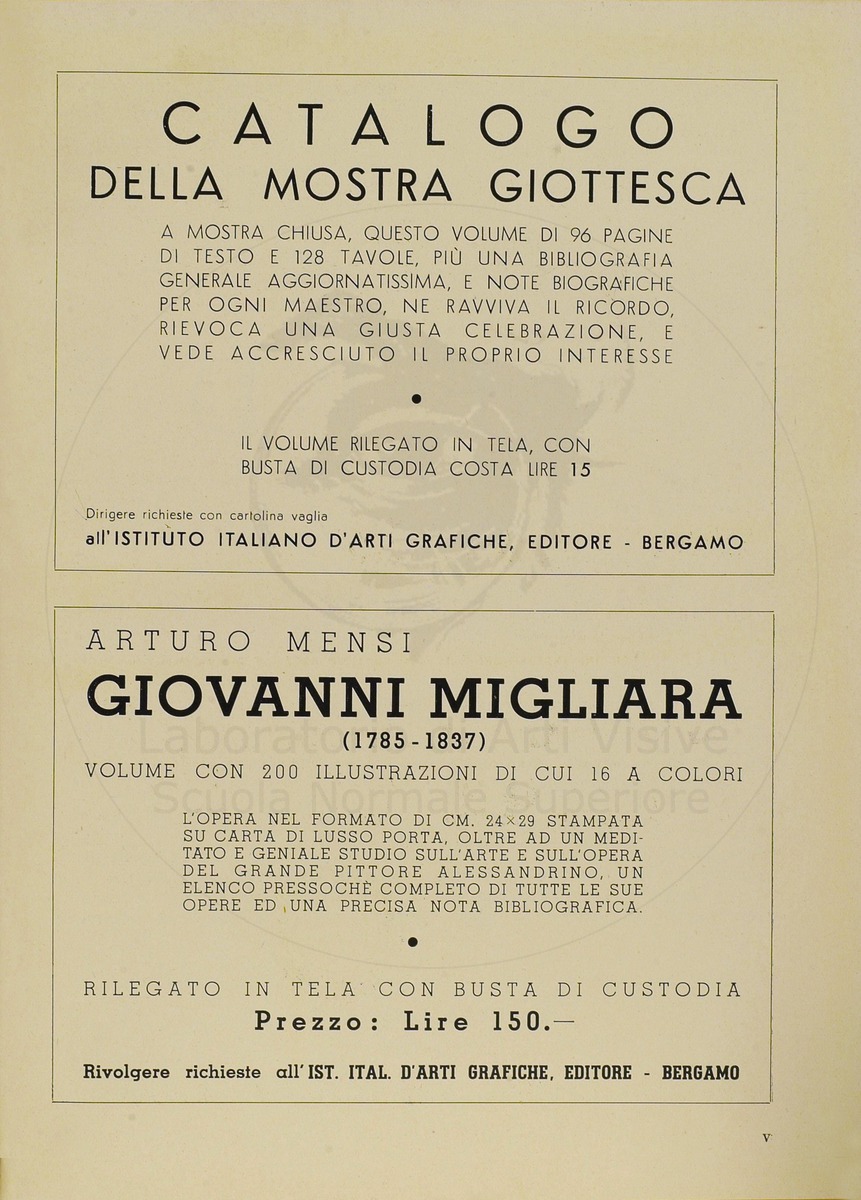 CATALOGO
DELLA MOSTRA GIOTTESCA
A MOSTRA CHIUSA, QUESTO VOLUME DI 96 PAGINE
DI TESTO E 128 TAVOLE, PIÙ UNA BIBLIOGRAFIA
GENERALE AGGIORNATISSIMA, E NOTE BIOGRAFICHE
PER OGNI MAESTRO, NE RAVVIVA IL RICORDO,
RIEVOCA UNA GIUSTA CELEBRAZIONE, E
VEDE ACCRESCIUTO IL PROPRIO INTERESSE
•
IL VOLUME RILEGATO IN TELA, CON
BUSTA DI CUSTODIA COSTA LIRE 15
Dirigere richieste con cartolina vaglia
all'ISTITUTO ITALIANO D'ARTI GRAFICHE, EDITORE - BERGAMO
ARTURO MENSI
GIOVANNI MIGLIARA
(1785-1837)
Laboratorio di Arti Visive
VOLUME CON 200 ILLUSTRAZIONI DI CUI 16 A COLORI
Scuola Normale Superiore
L'OPERA NEL FORMATO DI CM. 24×29 STAMPATA
SU CARTA DI LUSSO PORTA, OLTRE AD UN MEDI-
TATO E GENIALE STUDIO SULL'ARTE E SULL'OPERA
DEL GRANDE PITTORE ALESSANDRINO, UN
ELENCO PRESSOCHÈ COMPLETO DI TUTTE LE SUE
OPERE ED UNA PRECISA NOTA BIBLIOGRAFICA.
•
RILEGATO IN TELA CON BUSTA DI CUSTODIA
Prezzo: Lire 150.—
Rivolgere richieste all'IST. ITAL. D'ARTI GRAFICHE, EDITORE - BERGAMO
V